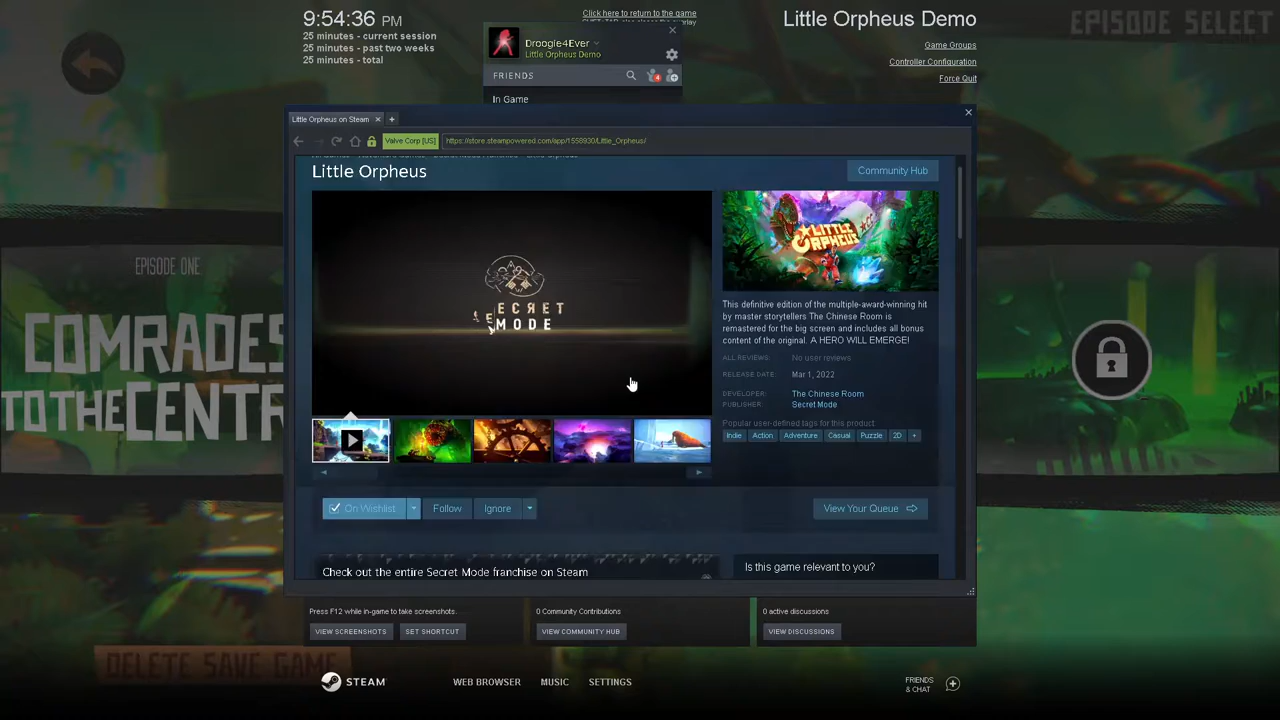 9:54:36 PM
25 minutes - current session
25 minutes - past two weeks
25 minutes - total
Click here to return to the game
Little Orpheus Demo
Game Groups
Controller Configuration
Force Quit
EPISODE SELECT
Droogie4Ever
Little Orpheus Demo
FRIENDS
4
In Game
Little Orpheus on Steam
Valve Corp [US]
https://store.steampowered.com/app/1558930/Little_Orpheus/
Little Orpheus
Community Hub
SECRET
MODE
LITTLE
ORPHEUS
This definitive edition of the multiple-award-winning hit
by master storytellers The Chinese Room is
remastered for the big screen and includes all bonus
content of the original. A HERO WILL EMERGE!
ALL REVIEWS: No user reviews
RELEASE DATE: Mar 1, 2022
DEVELOPER: The Chinese Room
PUBLISHER: Secret Mode
Popular user-defined tags for this product:
Indie Action Adventure Casual Puzzle 2D +
On Wishlist
Follow
Ignore
View Your Queue
Check out the entire Secret Mode franchise on Steam
Is this game relevant to you?
EPISODE ONE
COMRADES
TO THE CENTR
Press F12 while in-game to take screenshots.
VIEW SCREENSHOTS
SET SHORTCUT
0 Community Contributions
VIEW COMMUNITY HUB
0 active discussions
VIEW DISCUSSIONS
DELETE SAVE GAME
STEAM
WEB BROWSER
MUSIC
SETTINGS
FRIENDS
& CHAT